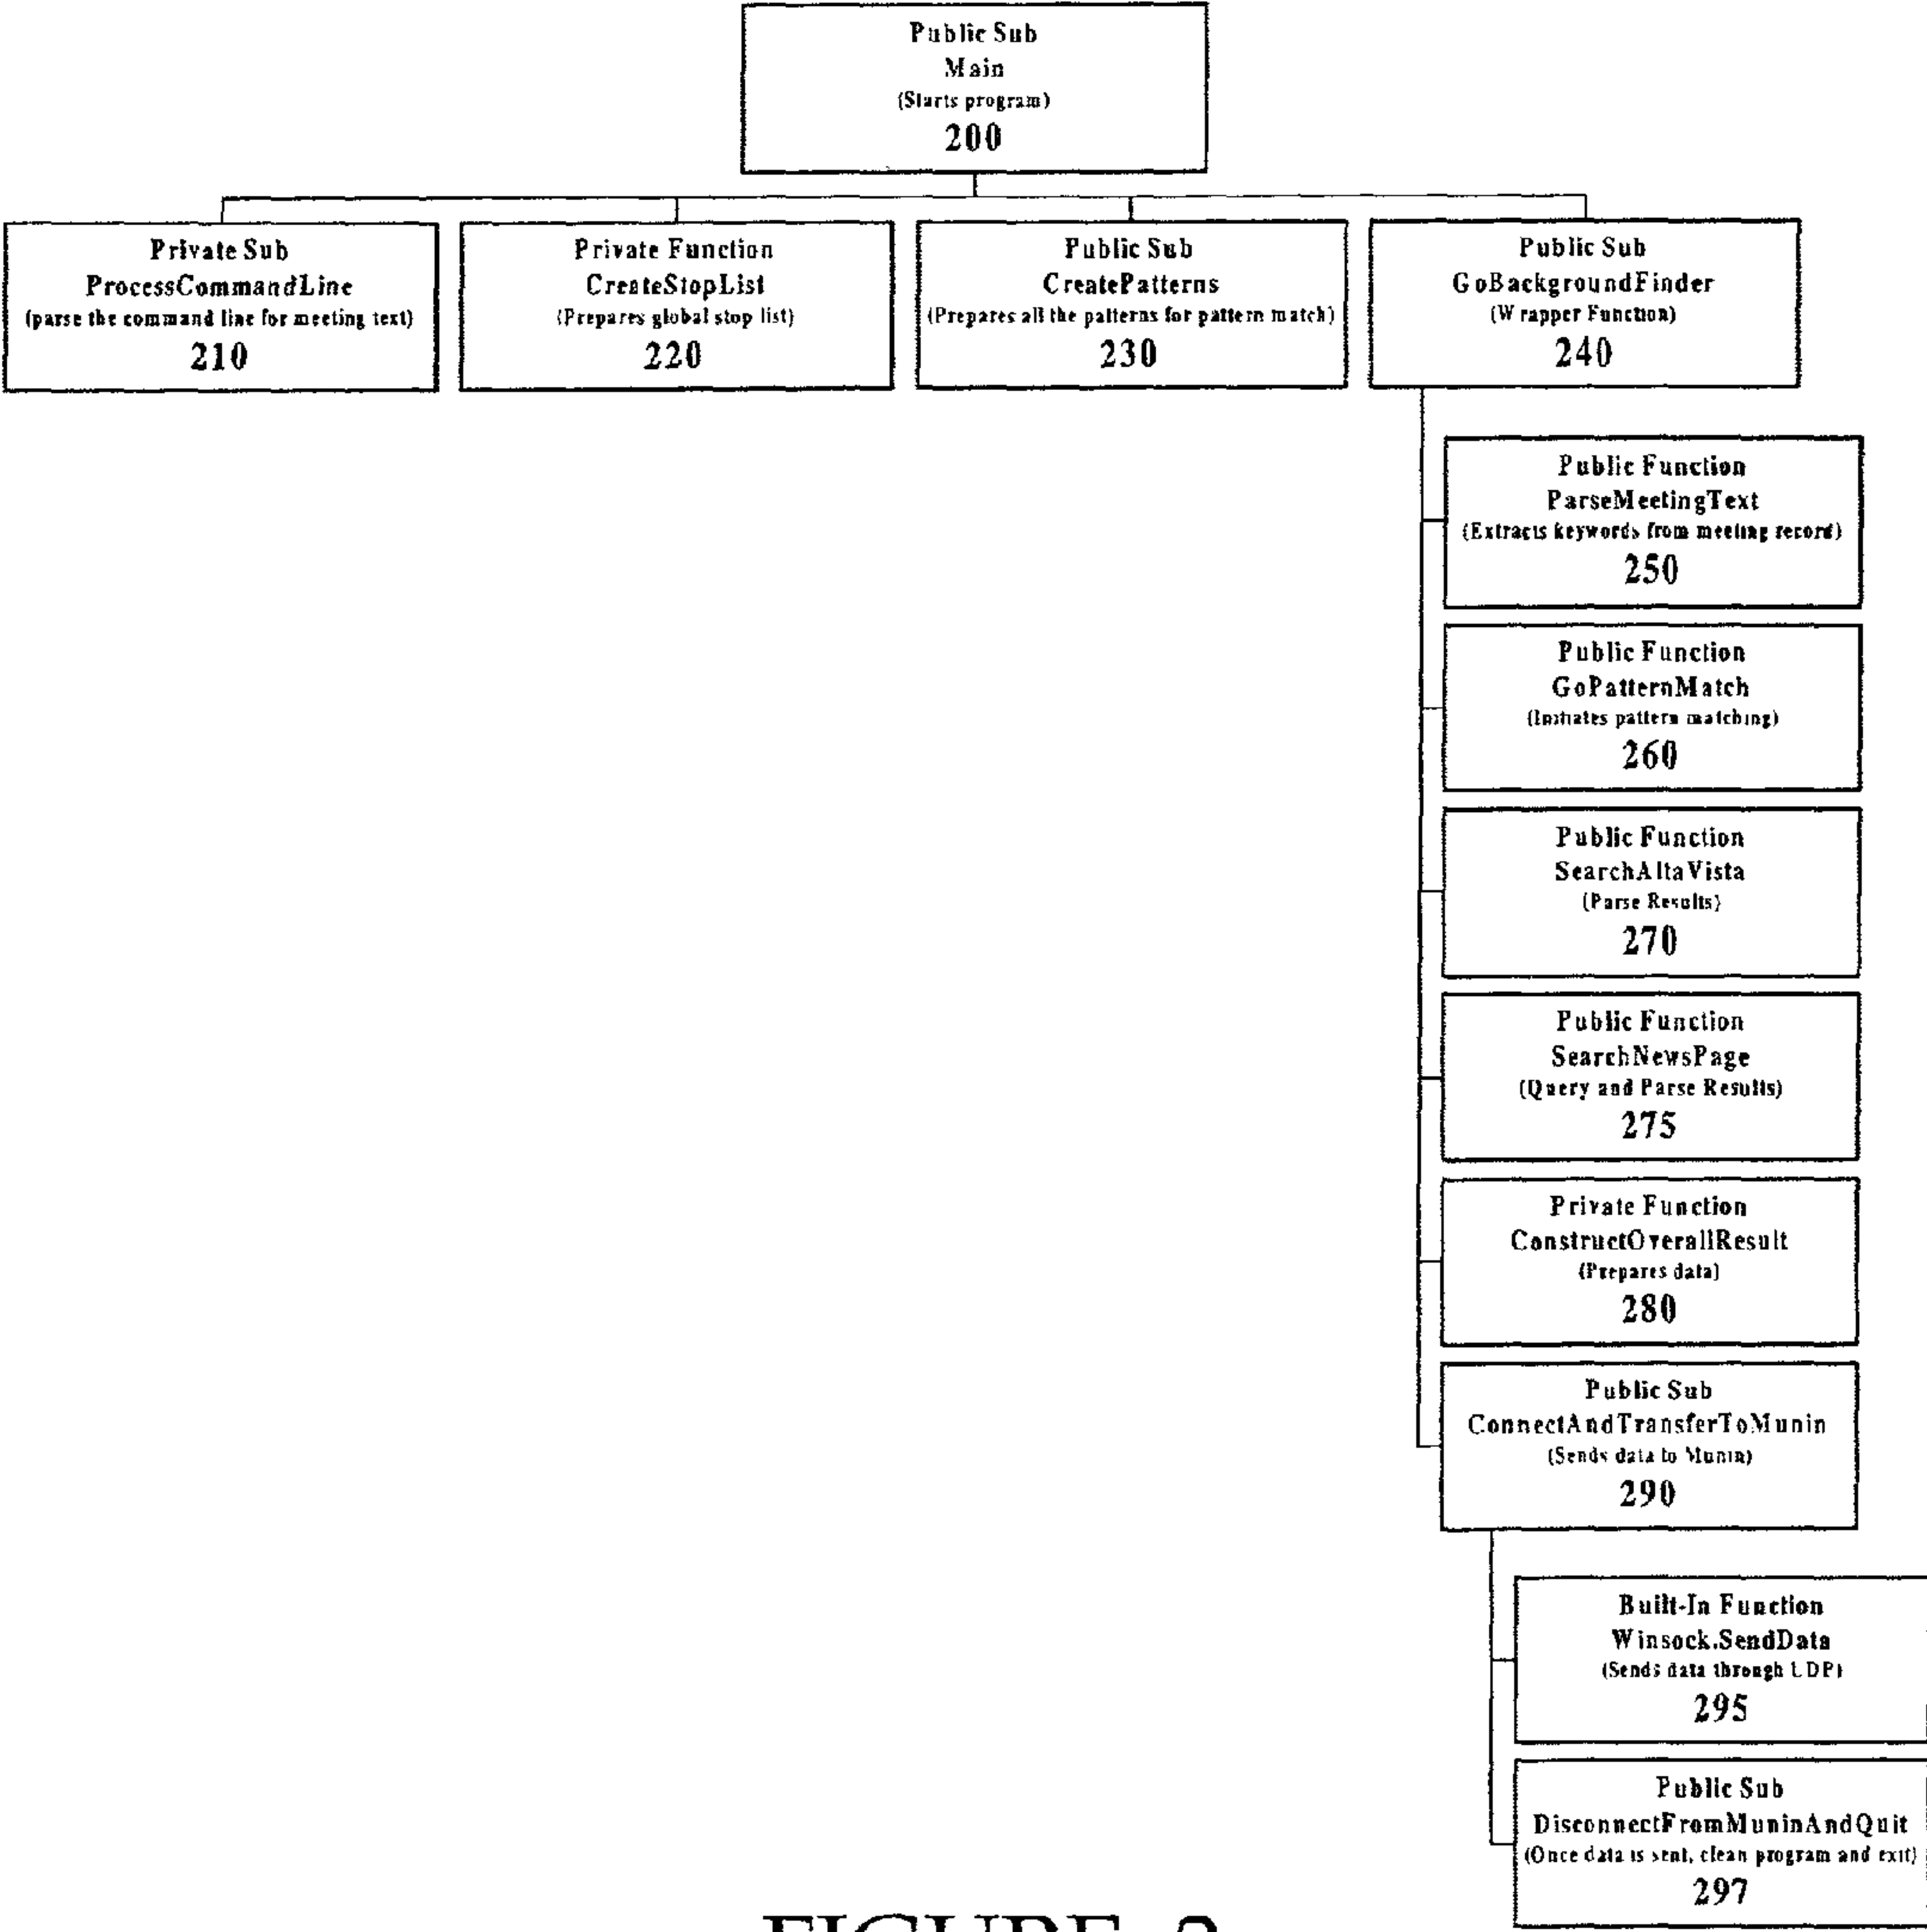 Public Sub
Main
(Starts program)
200
Private Sub
ProcessCommandLine
(parse the command line for meeting text)
210
Private Function
CreateStopList
(Prepares global stop list)
220
Public Sub
CreatePatterns
(Prepares all the patterns for pattern match)
230
Public Sub
GoBackgroundFinder
(Wrapper Function)
240
Public Function
ParseMeetingText
(Extracts keywords from meeting record)
250
Public Function
GoPatternMatch
(Initiates pattern matching)
260
Public Function
SearchAltaVista
(Parse Results)
270
Public Function
SearchNewsPage
(Query and Parse Results)
275
Private Function
ConstructOverallResult
(Prepares data)
280
Public Sub
ConnectAndTransferToMunin
(Sends data to Munin)
290
Built-In Function
Winsock.SendData
(Sends data through UDP)
295
Public Sub
DisconnectFromMuninAndQuit
(Once data is sent, clean program and exit)
297
FIGURE 2